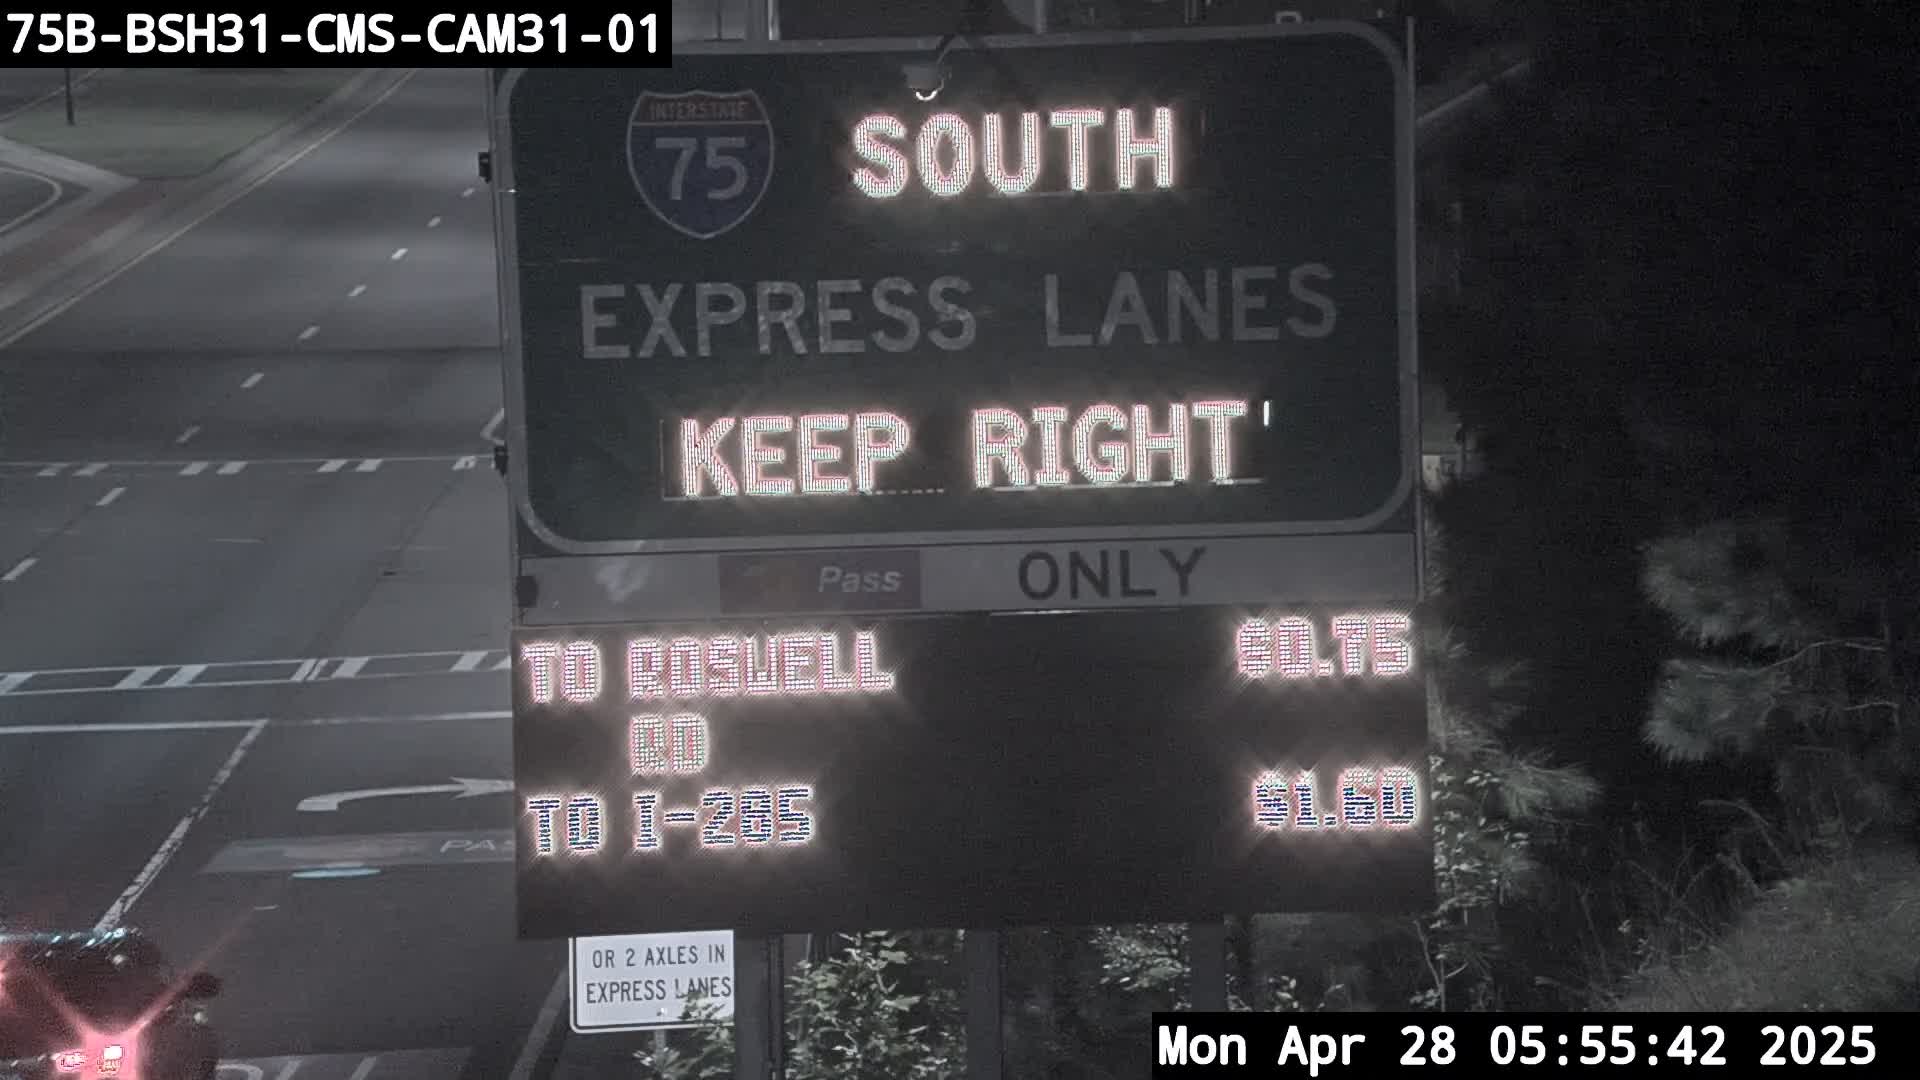 75B-BSH31-CMS-CAM31-01
INTERSTATE
75
SOUTH
EXPRESS LANES
KEEP RIGHT
Pass ONLY
TO ROSWELL $0.75
RD
TO I-285 $1.60
OR 2 AXLES IN
EXPRESS LANES
Mon Apr 28 05:55:42 2025